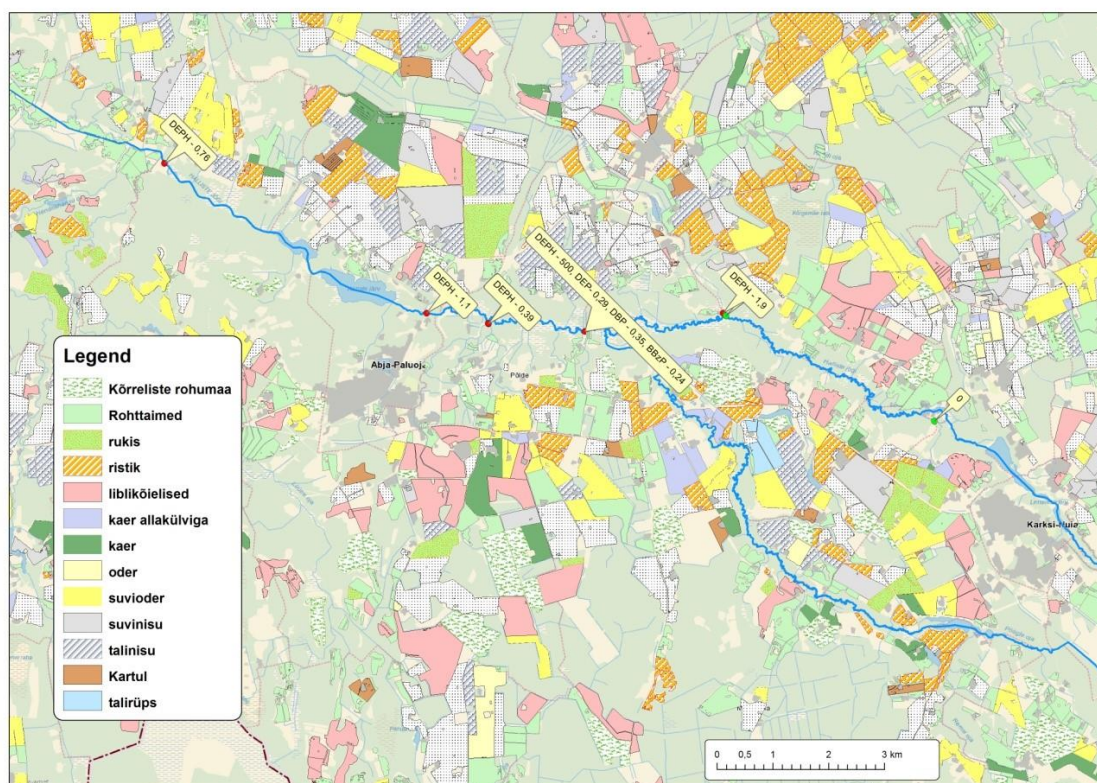 DEPH - 0,76
DEPH - 1,1
DEPH - 0,39
DEPH - 500, DEP - 0.29, DBP - 0.35, BBzP - 0.24
DEPH - 1,9
0
Abja-Paluoja
Põlde
Karksi-Nuia
Legend
Kõrreliste rohumaa
Rohttaimed
rukis
ristik
liblikõielised
kaer allakülviga
kaer
oder
suvioder
suvinisu
talinisu
Kartul
talirüps
0 0,5 1 2 3 km